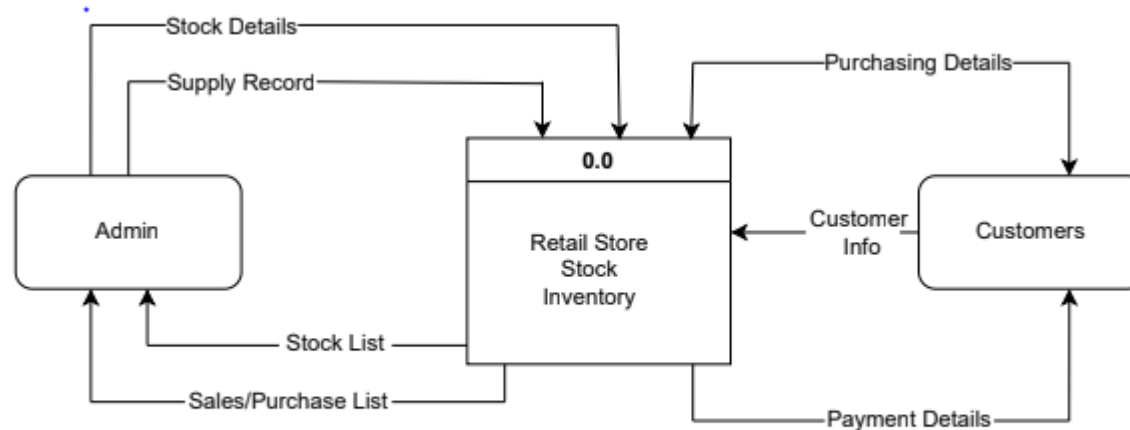 Stock Details
Supply Record
Purchasing Details
0.0
Admin
Retail Store
Stock
Inventory
Customer
Info
Customers
Stock List
Sales/Purchase List
Payment Details